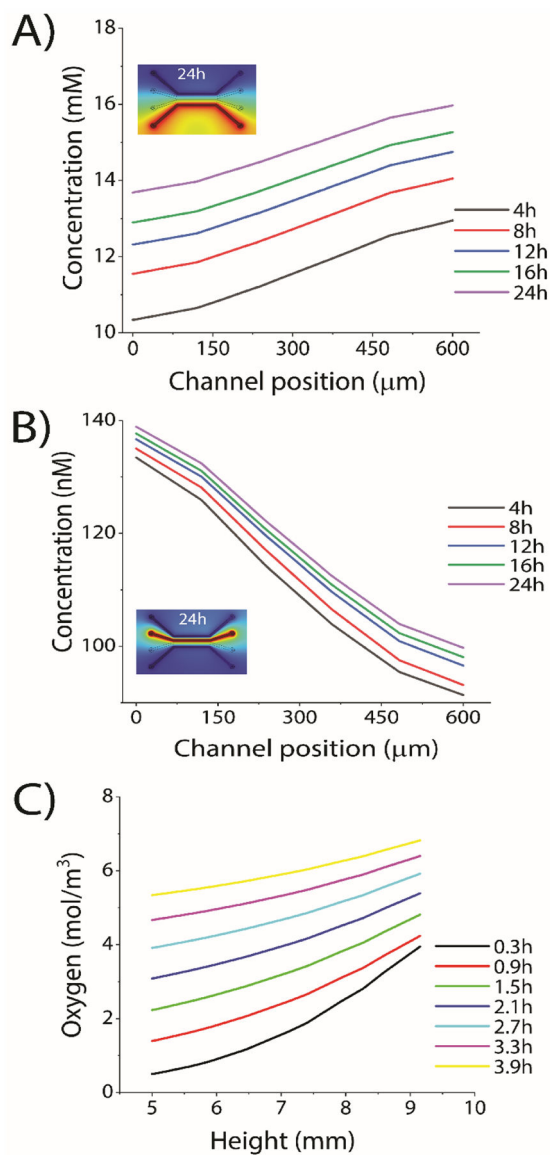 A)
18
16
14
12
10
Concentration (mM)
24h
4h
8h
12h
16h
24h
0 150 300 450 600
Channel position (μm)
B)
140
120
100
Concentration (nM)
4h
8h
12h
16h
24h
24h
0 150 300 450 600
Channel position (μm)
C)
8
6
4
2
0
Oxygen (mol/m³)
0.3h
0.9h
1.5h
2.1h
2.7h
3.3h
3.9h
5 6 7 8 9 10
Height (mm)